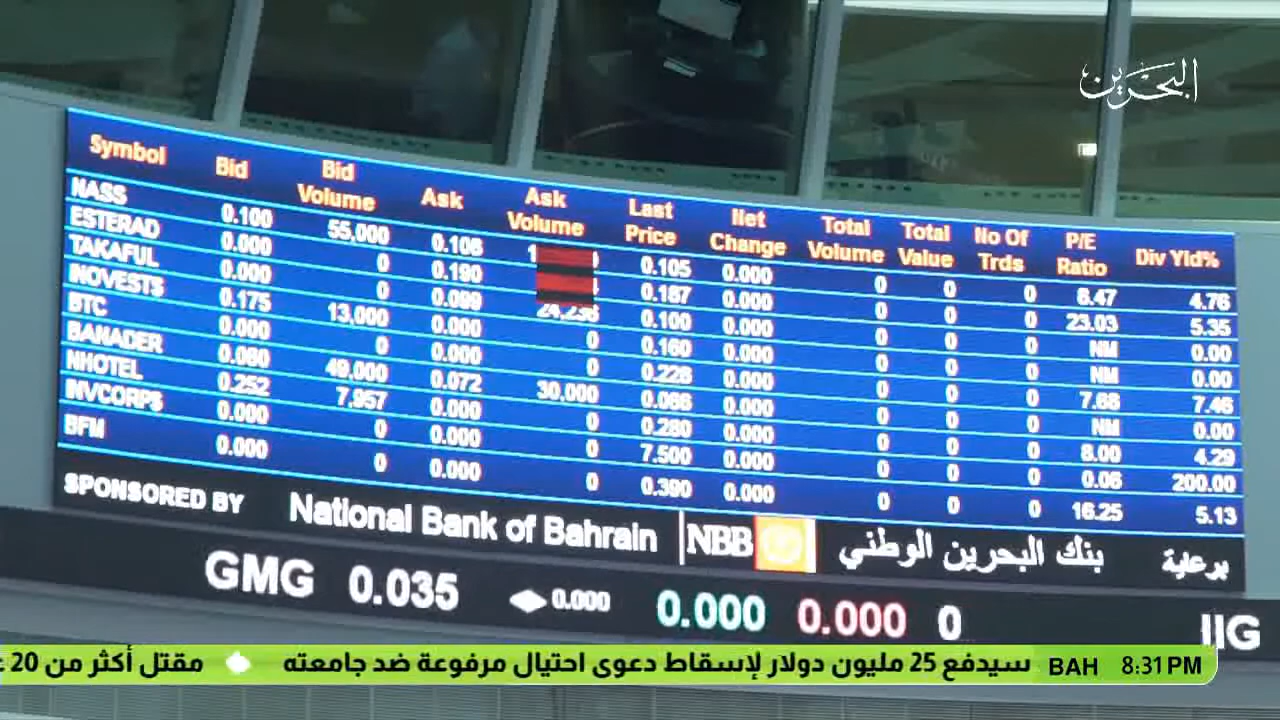 البحرين
Symbol Bid Bid Volume Ask Ask Volume Last Price Net Change Total Volume Total Value No Of Trds P/E Ratio Div Yld%
NASS 0.100 55,000 0.106 0.105 0.000 0 0 0 8.47 4.76
ESTERAD 0.000 0 0.190 0.187 0.000 0 0 0 23.03 5.35
TAKAFUL 0.000 0 0.099 0.100 0.000 0 0 0 NM 0.00
INOVEST$ 0.175 13,000 0.000 0 0.160 0.000 0 0 0 NM 0.00
BTC 0.000 0 0.000 0 0.228 0.000 0 0 0 7.68 7.46
BANADER 0.060 49,000 0.072 30,000 0.066 0.000 0 0 0 NM 0.00
NHOTEL 0.252 7,957 0.000 0 0.280 0.000 0 0 0 8.00 4.29
INVCORP$ 0.000 0 0.000 0 7.500 0.000 0 0 0 0.06 200.00
BFM 0.000 0 0.000 0 0.390 0.000 0 0 0 16.25 5.13
SPONSORED BY National Bank of Bahrain NBB برعاية بنك البحرين الوطني
GMG 0.035 0.000 0.000 0.000 0 IIG
BAH 8:31 PM سيدفع 25 مليون دولار لإسقاط دعوى احتيال مرفوعة ضد جامعته مقتل أكثر من 20